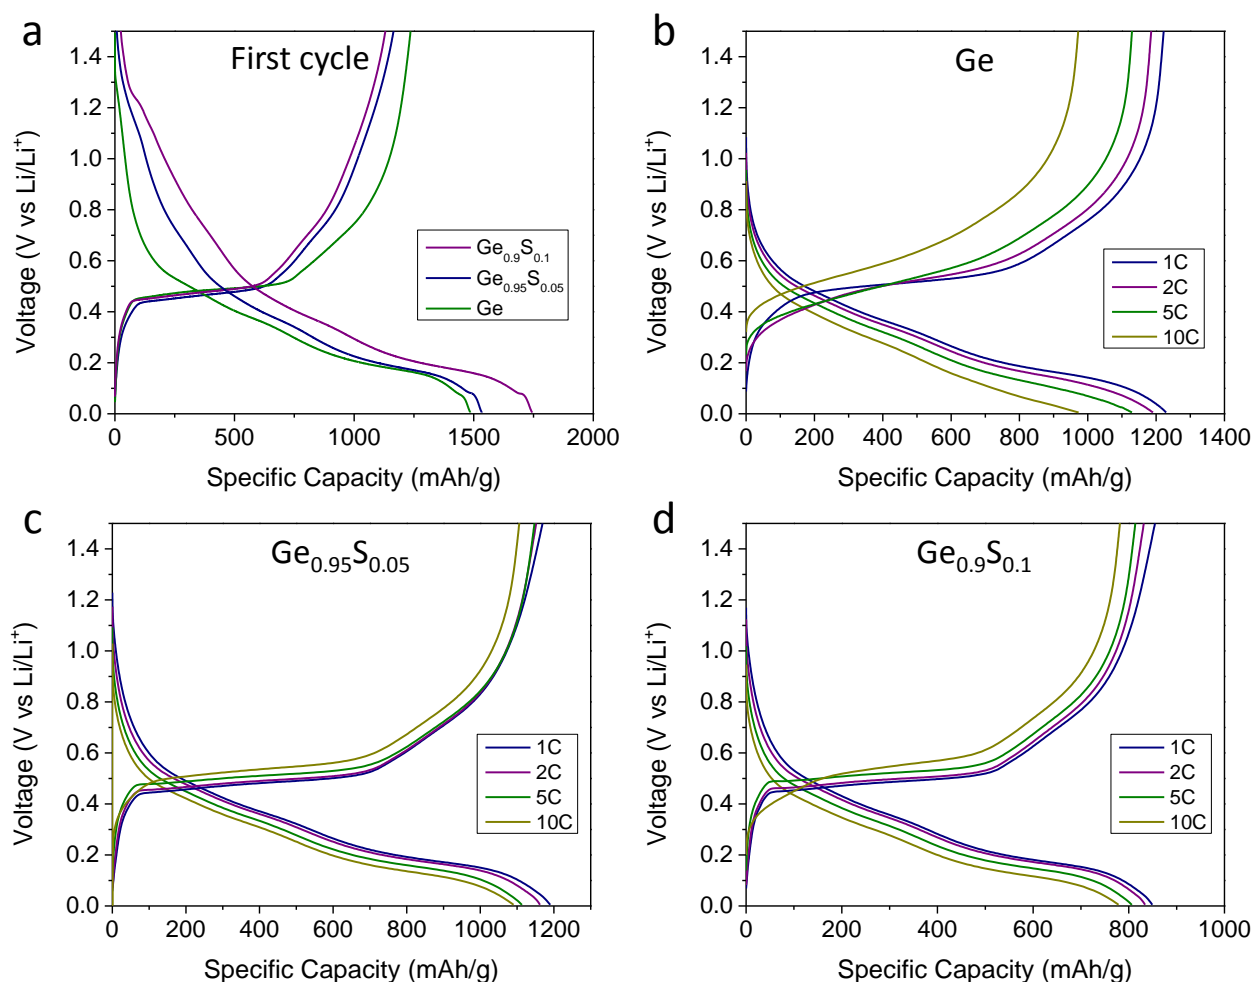 a
First cycle
1.4
1.2
1.0
0.8
0.6
0.4
0.2
0.0
Voltage (V vs Li/Li⁺)
Ge₀.₉S₀.₁
Ge₀.₉₅S₀.₀₅
Ge
0 500 1000 1500 2000
Specific Capacity (mAh/g)
b
Ge
1.4
1.2
1.0
0.8
0.6
0.4
0.2
0.0
Voltage (V vs Li/Li⁺)
1C
2C
5C
10C
0 200 400 600 800 1000 1200 1400
Specific Capacity (mAh/g)
c
Ge₀.₉₅S₀.₀₅
1.4
1.2
1.0
0.8
0.6
0.4
0.2
0.0
Voltage (V vs Li/Li⁺)
1C
2C
5C
10C
0 200 400 600 800 1000 1200
Specific Capacity (mAh/g)
d
Ge₀.₉S₀.₁
1.4
1.2
1.0
0.8
0.6
0.4
0.2
0.0
Voltage (V vs Li/Li⁺)
1C
2C
5C
10C
0 200 400 600 800 1000
Specific Capacity (mAh/g)